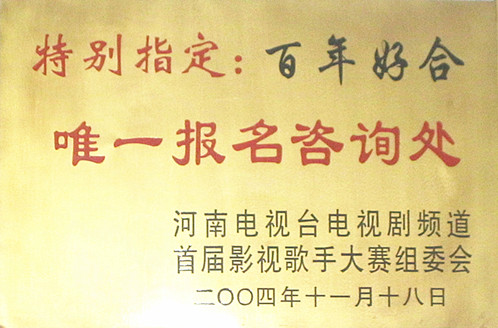 特别指定：百年好合
唯一报名咨询处
河南电视台电视剧频道
首届影视歌手大赛组委会
二〇〇四年十一月十八日